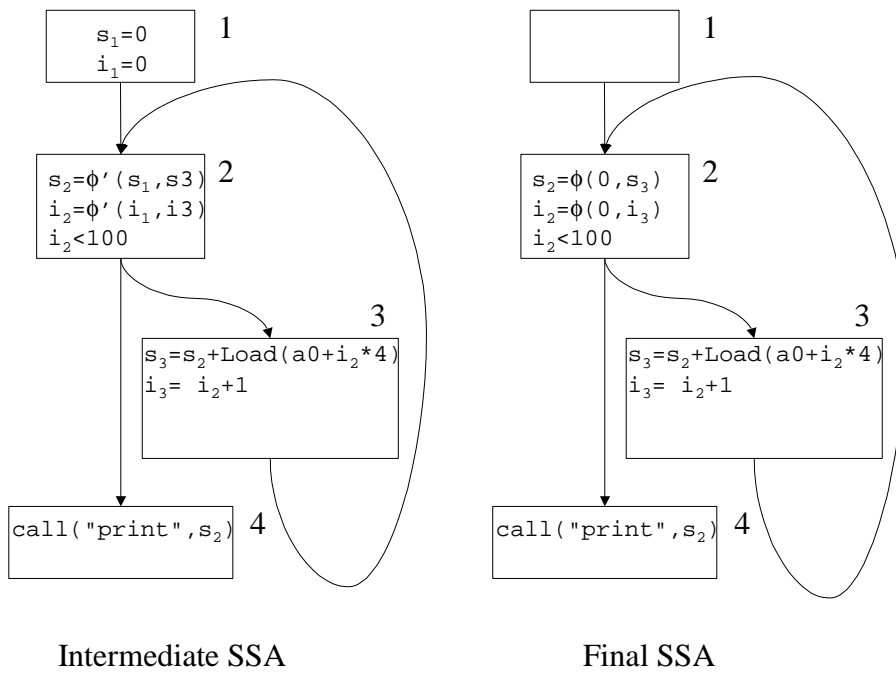 s₁=0
i₁=0
1
s₂=ϕ′(s₁,s3)
i₂=ϕ′(i₁,i3)
i₂<100
2
3
s₃=s₂+Load(a0+i₂*4)
i₃= i₂+1
call("print",s₂)
4
Intermediate SSA
1
s₂=ϕ(0,s₃)
i₂=ϕ(0,i₃)
i₂<100
2
3
s₃=s₂+Load(a0+i₂*4)
i₃= i₂+1
call("print",s₂)
4
Final SSA